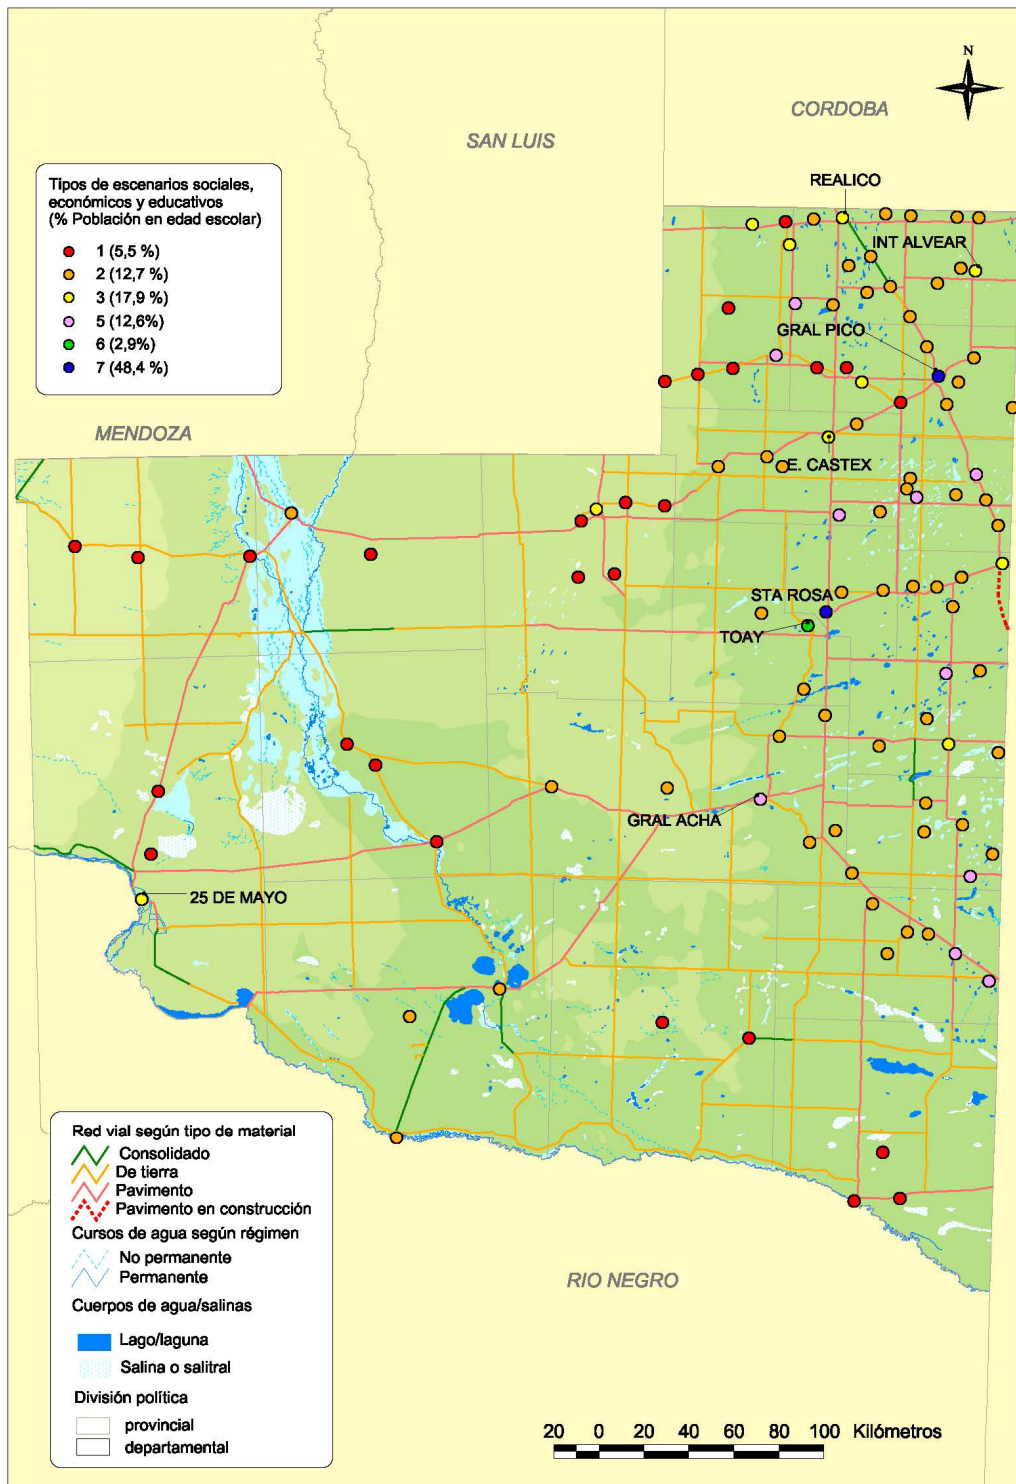 N
CORDOBA
SAN LUIS
REALICO
Tipos de escenarios sociales,
económicos y educativos
(% Población en edad escolar)
1 (5,5 %)
2 (12,7 %)
3 (17,9 %)
5 (12,6%)
6 (2,9%)
7 (48,4 %)
INT ALVEAR
GRAL PICO
MENDOZA
E. CASTEX
STA ROSA
TOAY
GRAL ACHA
25 DE MAYO
Red vial según tipo de material
Consolidado
De tierra
Pavimento
Pavimento en construcción
Cursos de agua según régimen
No permanente
Permanente
Cuerpos de agua/salinas
Lago/laguna
Salina o salitral
División política
provincial
departamental
RIO NEGRO
20 0 20 40 60 80 100 Kilómetros